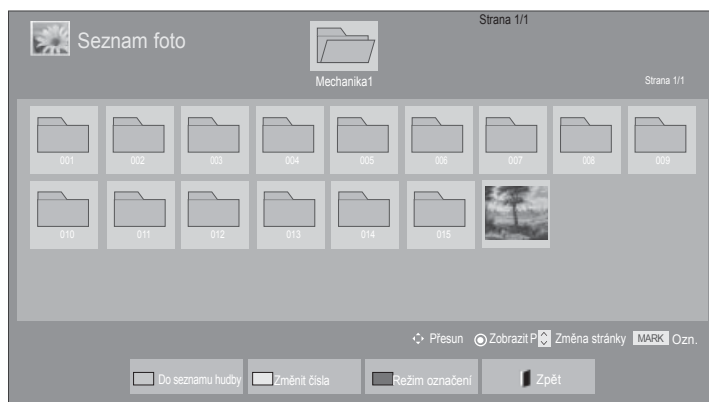 Strana 1/1
Seznam foto
Mechanika1
Strana 1/1
001 002 003 004 005 006 007 008 009
010 011 012 013 014 015
Přesun Zobrazit P Změna stránky MARK Ozn.
Do seznamu hudby Změnit čísla Režim označení Zpět